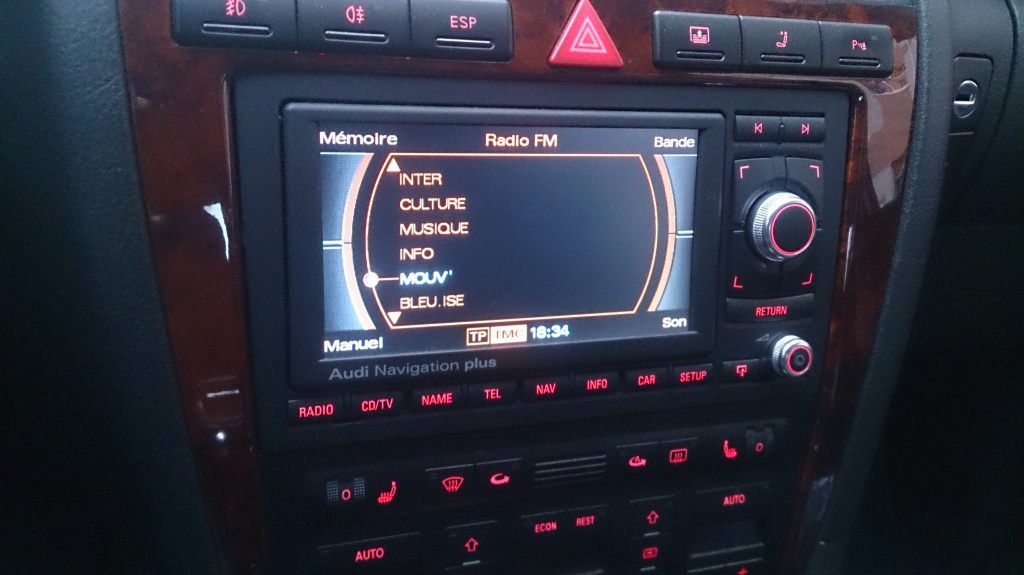 ESP
Mémoire Radio FM Bande
INTER
CULTURE
MUSIQUE
INFO
MOUV'
BLEU.ISE
Manuel TP TMC 18:34 Son
Audi Navigation plus
RETURN
RADIO CD/TV NAME TEL NAV INFO CAR SETUP
O O
ECON REST AUTO
AUTO